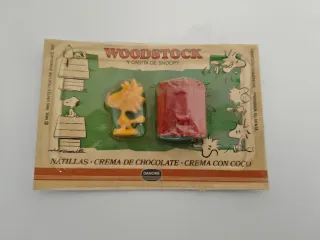 WOODSTOCK
Y CASITA DE SNOOPY
NATILLAS · CREMA DE CHOCOLATE · CREMA CON COCO
DANONE